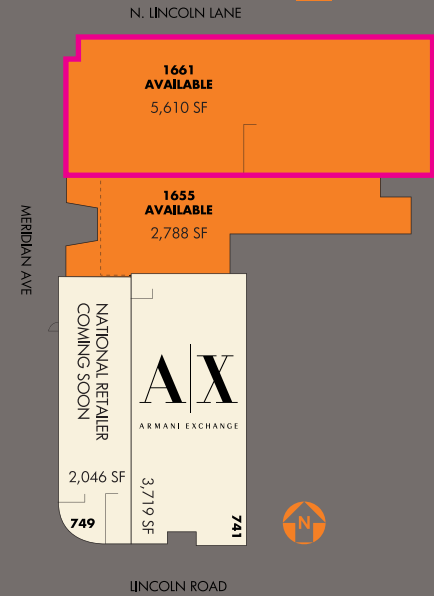 N. LINCOLN LANE
1661
AVAILABLE
5,610 SF
1655
AVAILABLE
2,788 SF
MERIDIAN AVE
NATIONAL RETAILER
COMING SOON
A|X
ARMANI EXCHANGE
2,046 SF
3,719 SF
749
741
N
LINCOLN ROAD